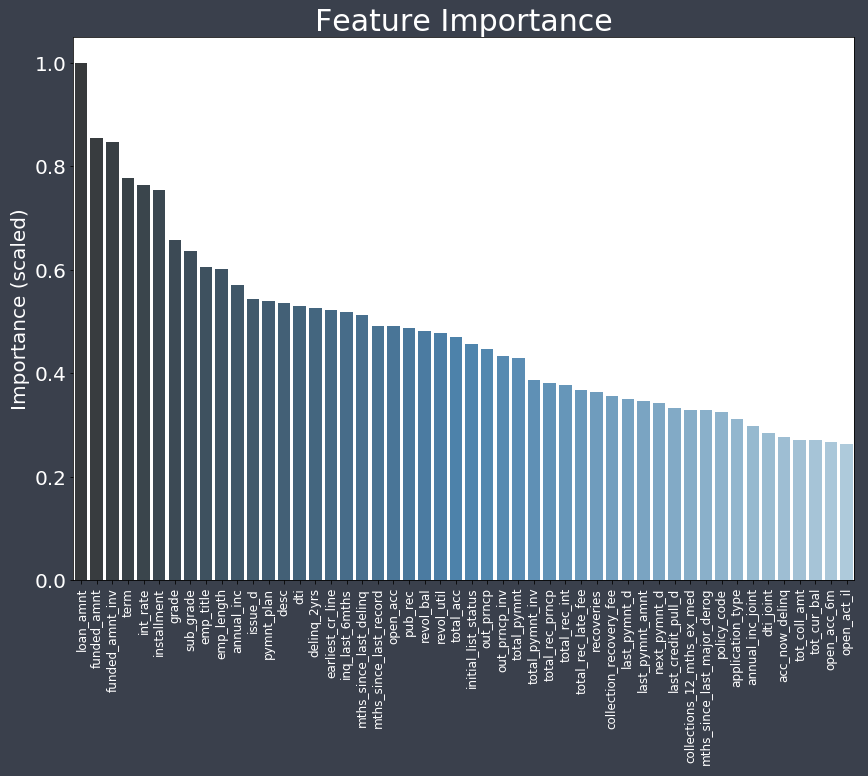 Feature Importance
Importance (scaled)
1.0
0.8
0.6
0.4
0.2
0.0
loan_amnt
funded_amnt
funded_amnt_inv
term
int_rate
installment
grade
sub_grade
emp_title
emp_length
annual_inc
issue_d
pymnt_plan
desc
dti
delinq_2yrs
earliest_cr_line
inq_last_6mths
mths_since_last_delinq
mths_since_last_record
open_acc
pub_rec
revol_bal
revol_util
total_acc
initial_list_status
out_prncp
out_prncp_inv
total_pymnt
total_pymnt_inv
total_rec_prncp
total_rec_int
total_rec_late_fee
recoveries
collection_recovery_fee
last_pymnt_d
last_pymnt_amnt
next_pymnt_d
last_credit_pull_d
collections_12_mths_ex_med
mths_since_last_major_derog
policy_code
application_type
annual_inc_joint
dti_joint
acc_now_delinq
tot_coll_amt
tot_cur_bal
open_acc_6m
open_act_il